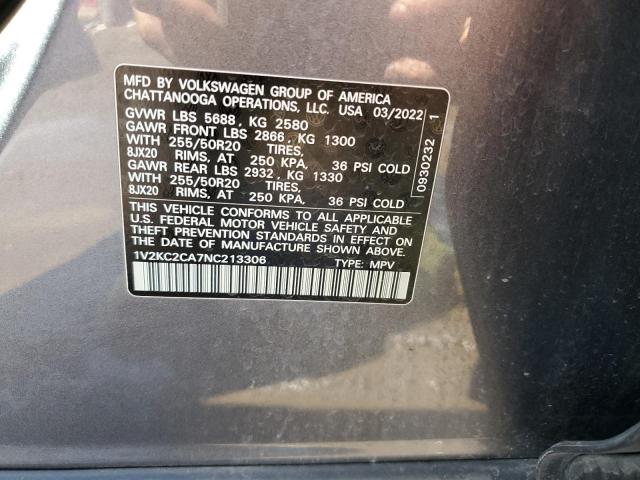 MFD BY VOLKSWAGEN GROUP OF AMERICA
CHATTANOOGA OPERATIONS, LLC. USA 03/2022
GVWR LBS 5688, KG 2580
GAWR FRONT LBS 2866, KG 1300
WITH 255/50R20 TIRES,
8JX20 RIMS, AT 250 KPA, 36 PSI COLD
GAWR REAR LBS 2932, KG 1330
WITH 255/50R20 TIRES,
8JX20 RIMS, AT 250 KPA, 36 PSI COLD
THIS VEHICLE CONFORMS TO ALL APPLICABLE
U.S. FEDERAL MOTOR VEHICLE SAFETY AND
THEFT PREVENTION STANDARDS IN EFFECT ON
THE DATE OF MANUFACTURE SHOWN ABOVE.
1V2KC2CA7NC213306 TYPE: MPV
0930232 1